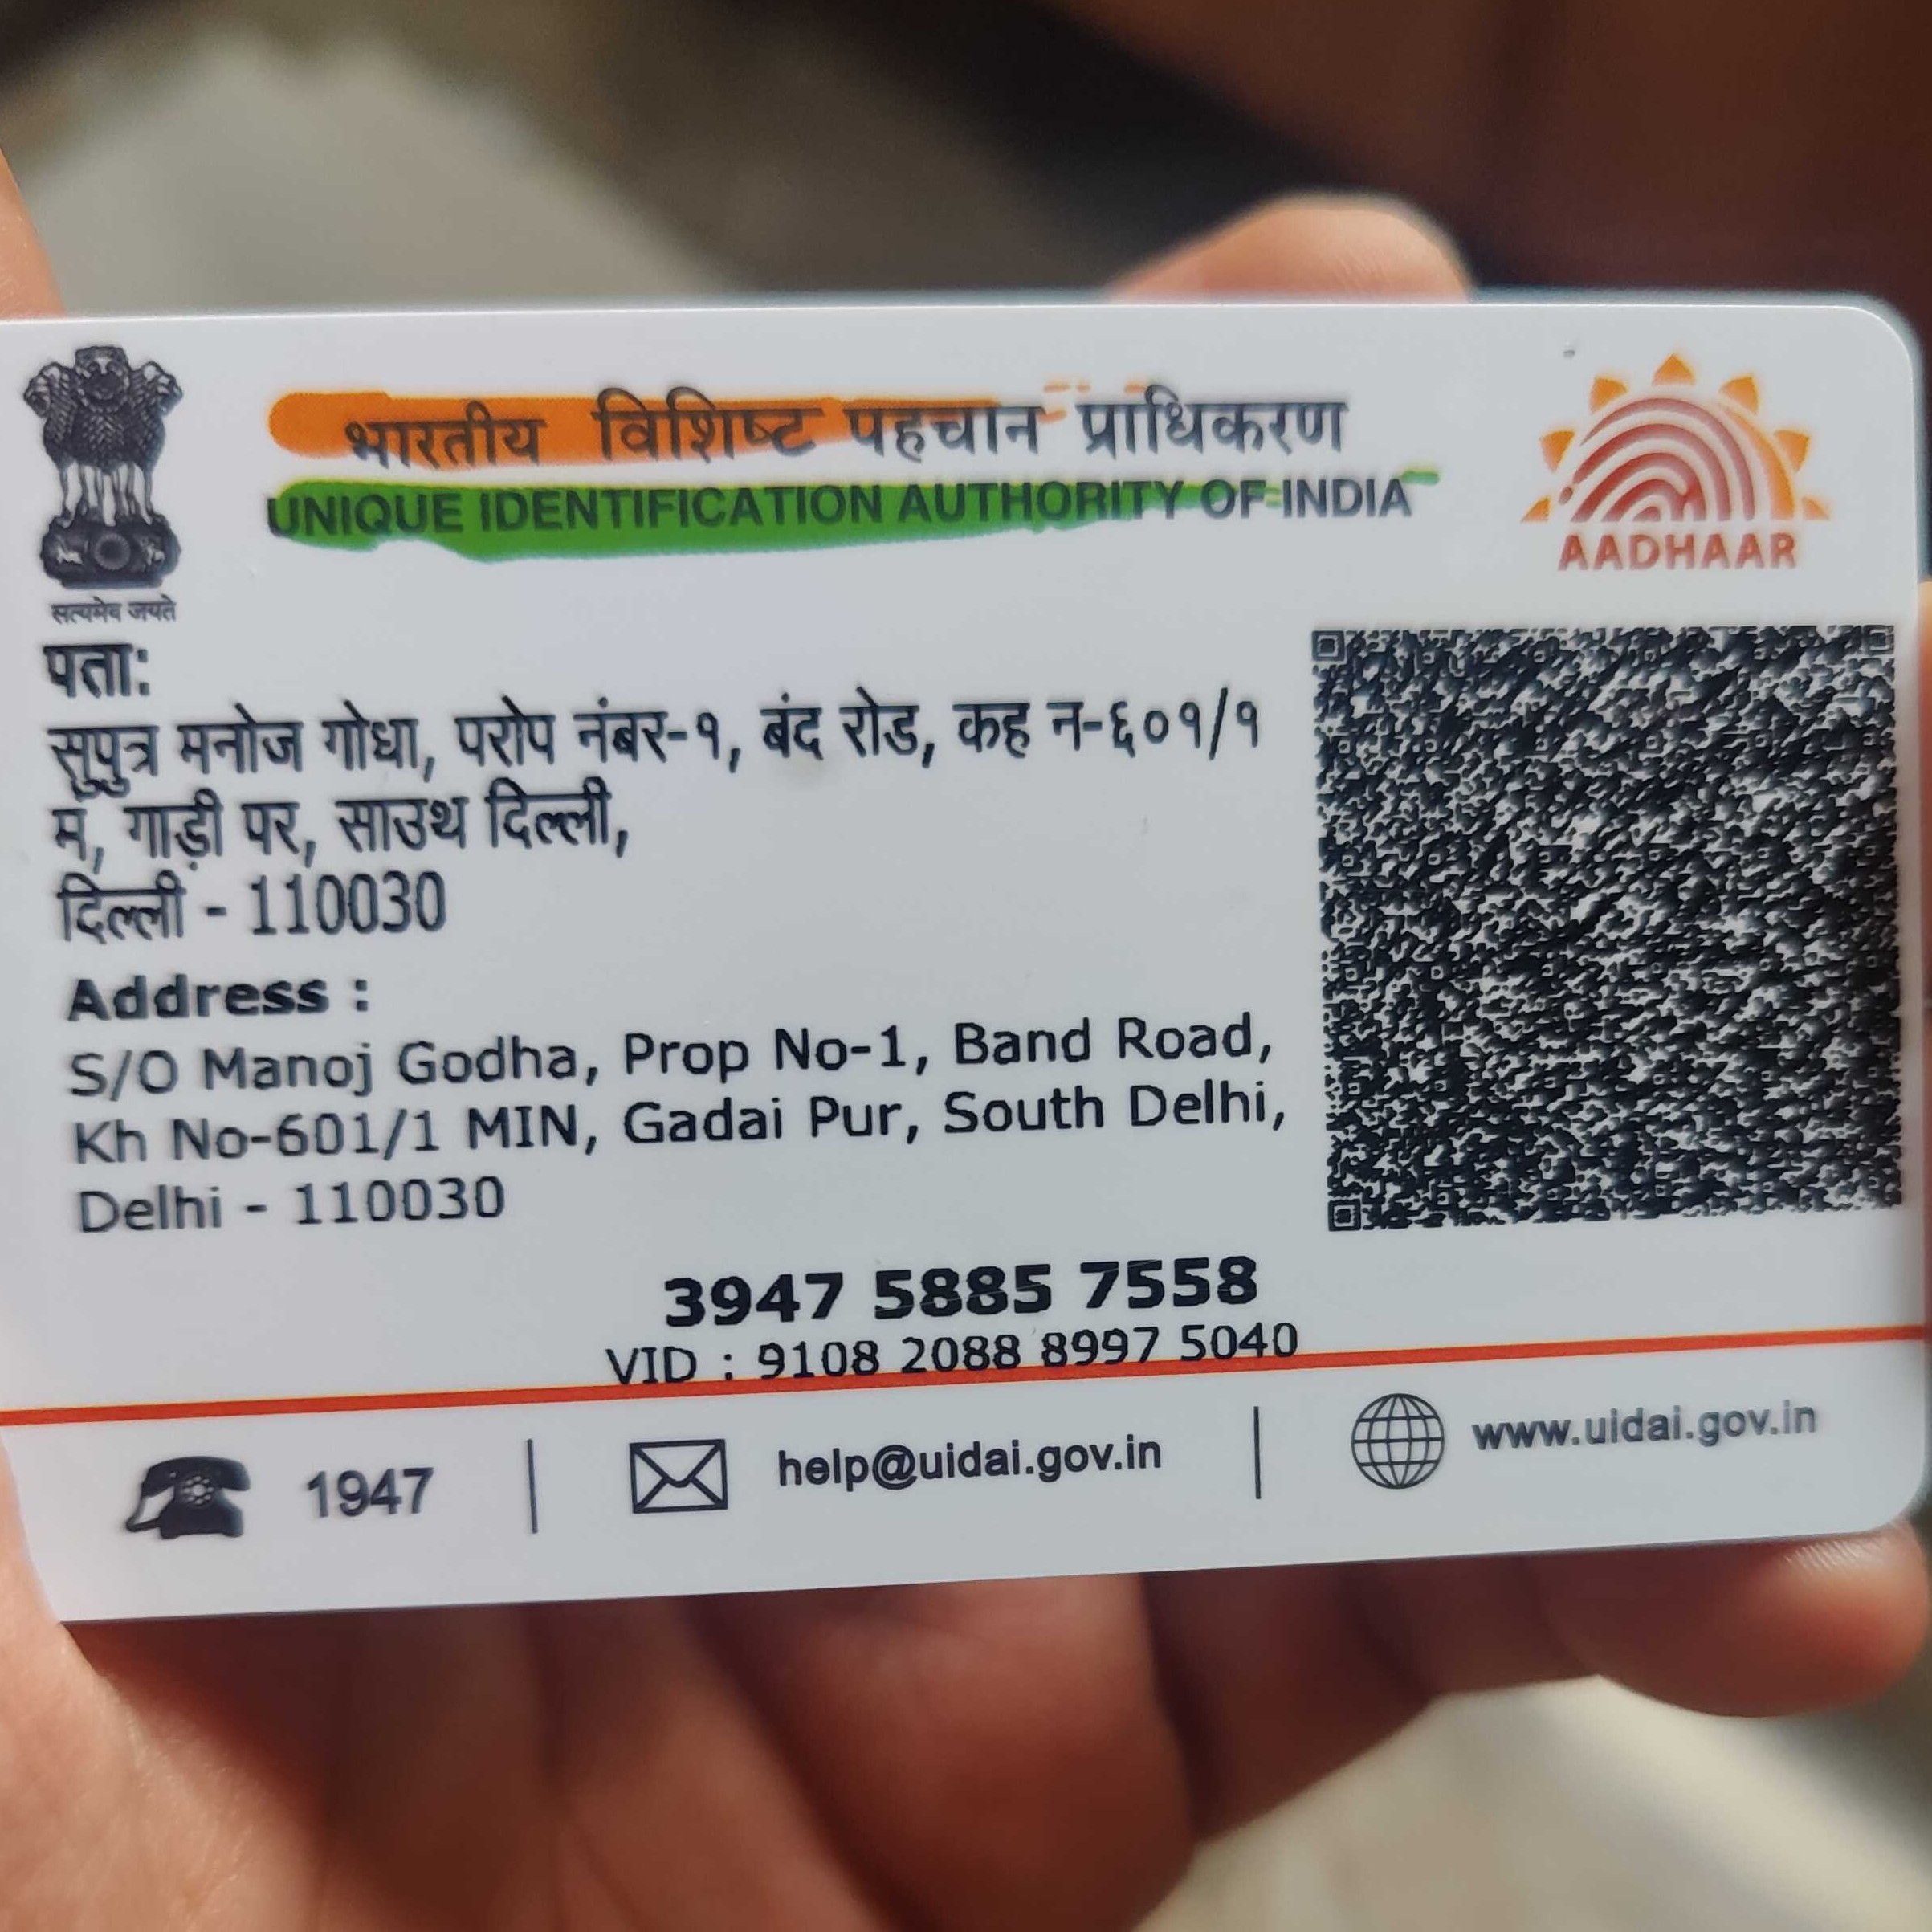 भारतीय विशिष्ट पहचान प्राधिकरण
UNIQUE IDENTIFICATION AUTHORITY OF INDIA
AADHAAR
सत्यमेव जयते
पता:
सुपुत्र मनोज गोधा, परोप नंबर-१, बंद रोड, कह न-६०१/१
मं, गाड़ी पर, साउथ दिल्ली,
दिल्ली - 110030
Address :
S/O Manoj Godha, Prop No-1, Band Road,
Kh No-601/1 MIN, Gadai Pur, South Delhi,
Delhi - 110030
3947 5885 7558
VID : 9108 2088 8997 5040
1947
help@uidai.gov.in
www.uidai.gov.in